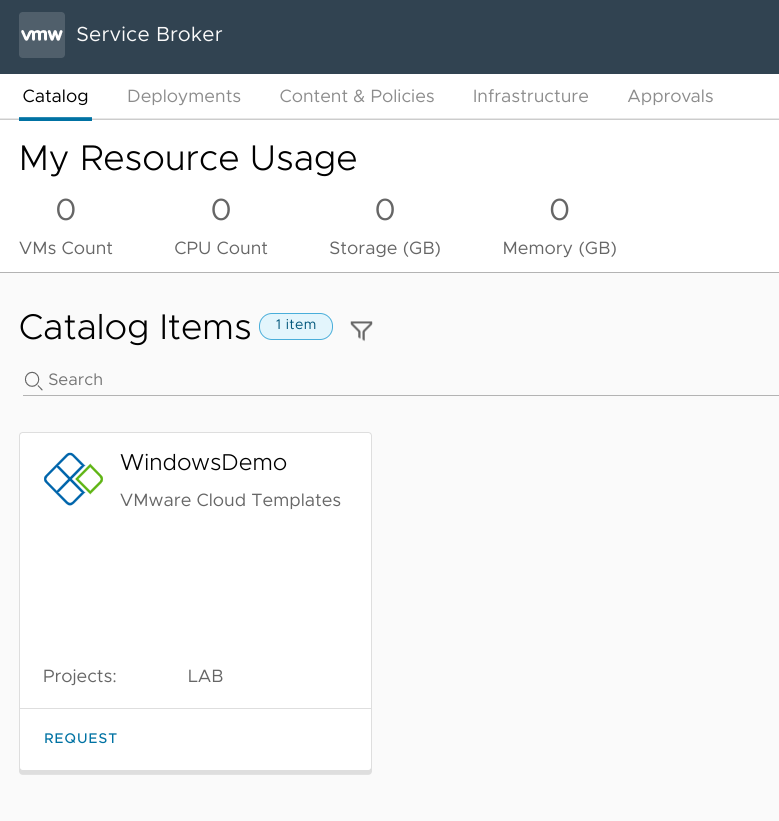 vmw Service Broker
Catalog Deployments Content & Policies Infrastructure Approvals
My Resource Usage
0 0 0 0
VMs Count CPU Count Storage (GB) Memory (GB)
Catalog Items 1 item
Search
WindowsDemo
VMware Cloud Templates
Projects: LAB
REQUEST